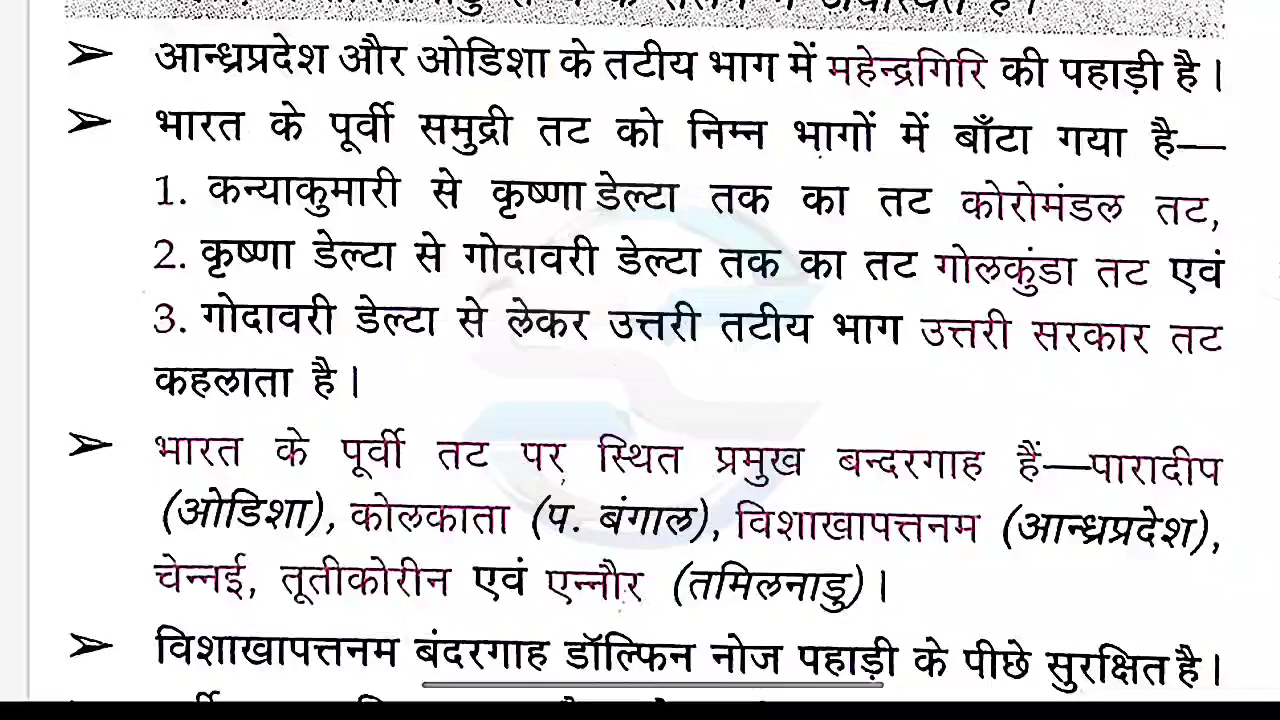 ➢ आन्ध्रप्रदेश और ओडिशा के तटीय भाग में महेन्द्रगिरि की पहाड़ी है।
➢ भारत के पूर्वी समुद्री तट को निम्न भागों में बाँटा गया है—
1. कन्याकुमारी से कृष्णा डेल्टा तक का तट कोरोमंडल तट,
2. कृष्णा डेल्टा से गोदावरी डेल्टा तक का तट गोलकुंडा तट एवं
3. गोदावरी डेल्टा से लेकर उत्तरी तटीय भाग उत्तरी सरकार तट
कहलाता है।
➢ भारत के पूर्वी तट पर स्थित प्रमुख बन्दरगाह हैं—पारादीप
(ओडिशा), कोलकाता (प. बंगाल), विशाखापत्तनम (आन्ध्रप्रदेश),
चेन्नई, तूतीकोरीन एवं एन्नौर (तमिलनाडु)।
➢ विशाखापत्तनम बंदरगाह डॉल्फिन नोज पहाड़ी के पीछे सुरक्षित है।